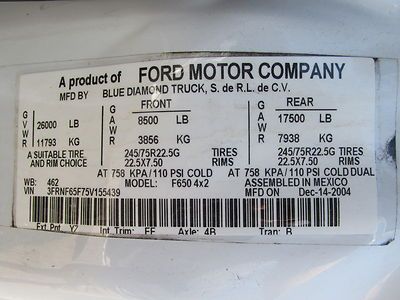 A product of FORD MOTOR COMPANY
MFD BY BLUE DIAMOND TRUCK, S. de R.L. de C.V.
FRONT REAR
GVWR 26000 LB GAWR 8500 LB 17500 LB
11793 KG 3856 KG 7938 KG
A SUITABLE TIRE 245/75R22.5G TIRES 245/75R22.5G TIRES
AND RIM CHOICE 22.5X7.50 RIMS 22.5X7.50 RIMS
AT 758 KPA/110 PSI COLD AT 758 KPA/110 PSI COLD DUAL
WB: 462 MODEL: F650 4x2 ASSEMBLED IN MEXICO
VIN 3FRNF65F75V155439 MFD ON Dec-14-2004
Ext. Pnt: YZ Int. Trim: EE Axle: 4B Tran: B